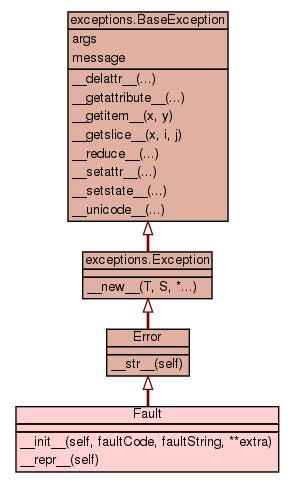 exceptions.BaseException
args
message
__delattr__(...)
__getattribute__(...)
__getitem__(x, y)
__getslice__(x, i, j)
__reduce__(...)
__setattr__(...)
__setstate__(...)
__unicode__(...)
exceptions.Exception
__new__(T, S, *...)
Error
__str__(self)
Fault
__init__(self, faultCode, faultString, **extra)
__repr__(self)